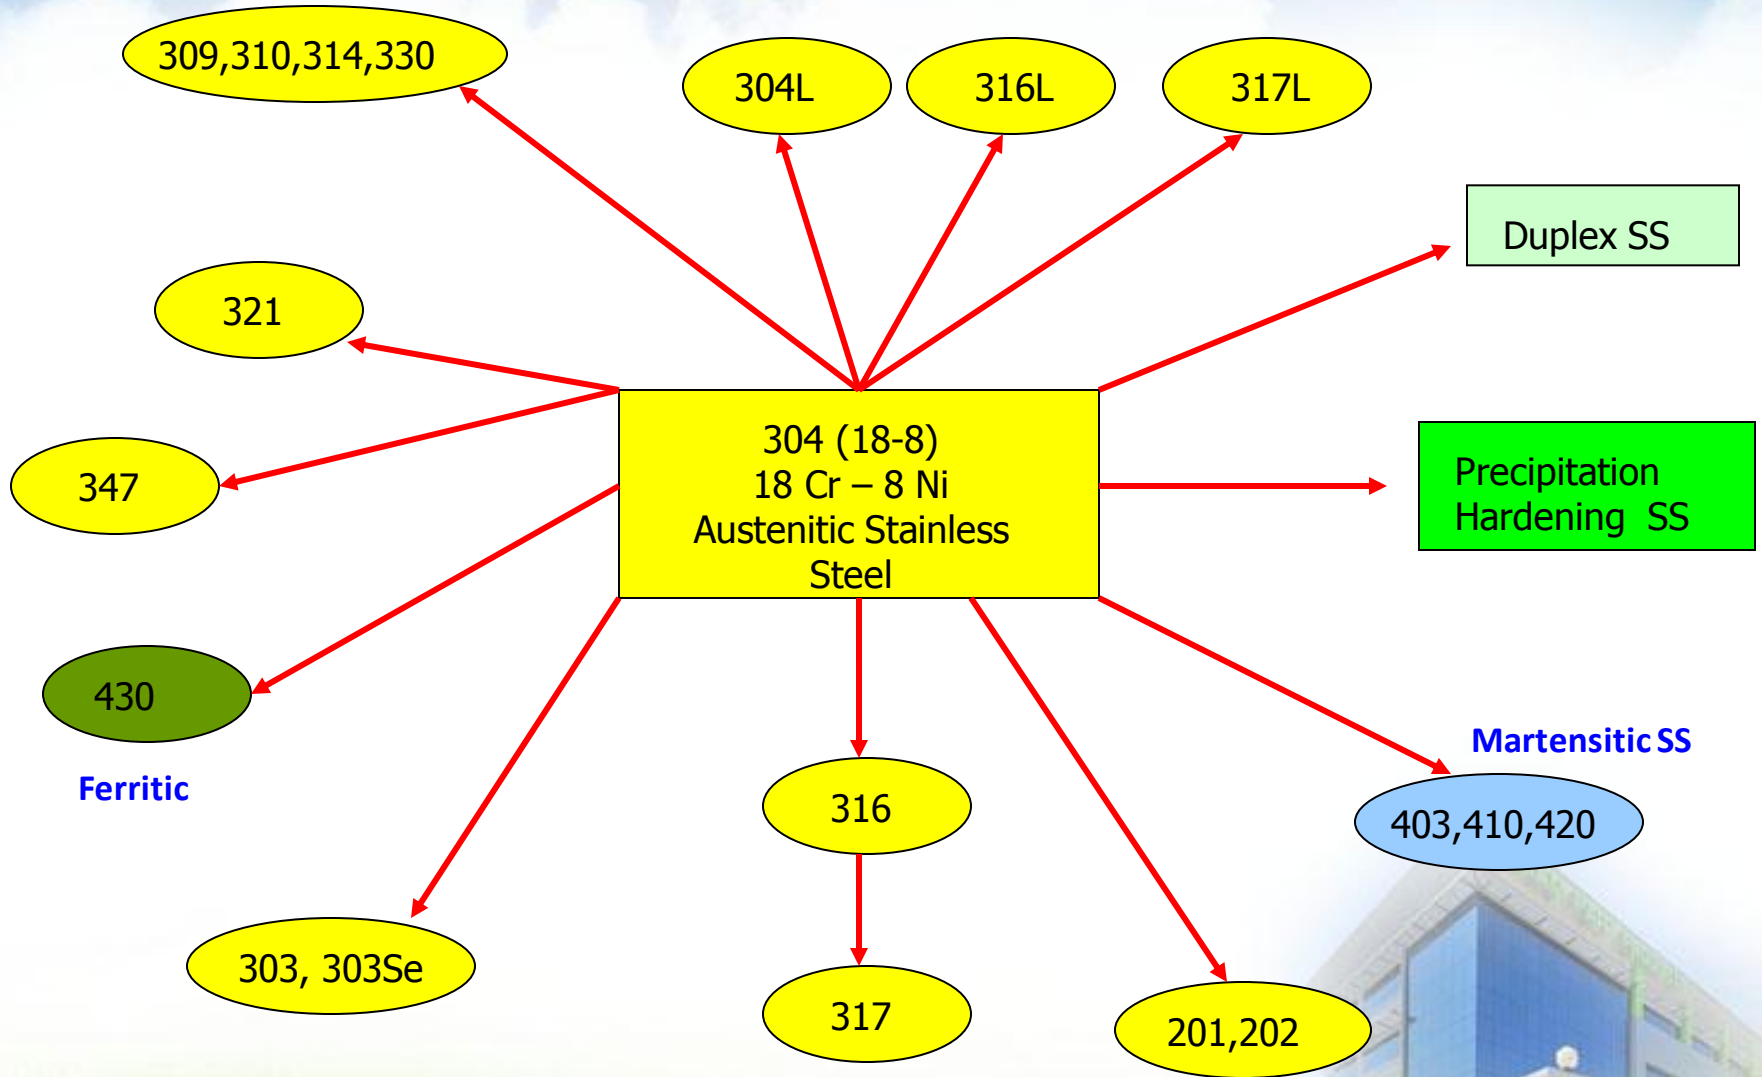 309,310,314,330
304L
316L
317L
Duplex SS
321
304 (18-8)
18 Cr – 8 Ni
Austenitic Stainless
Steel
347
Precipitation
Hardening SS
430
Ferritic
Martensitic SS
316
403,410,420
303, 303Se
317
201,202